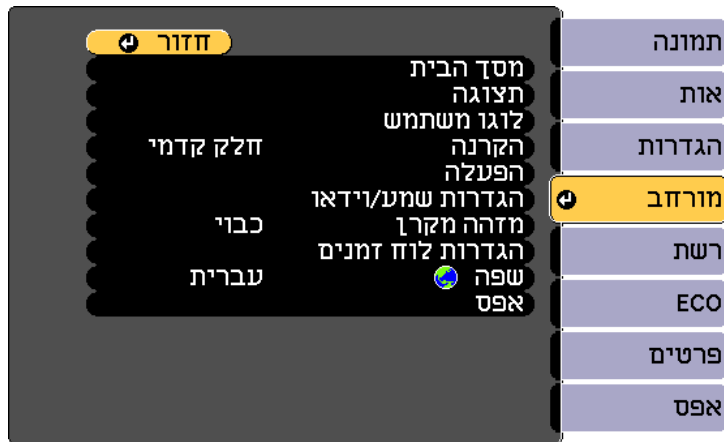 תמונה
אות
הגדרות
מורחב
רשת
ECO
פרטים
אפס
חזור
מסך הבית
תצוגה
לוגו משתמש
הקרנה חלק קדמי
הפעלה
הגדרות שמע/וידאו
מזהה מקרן כבוי
הגדרות לוח זמנים
שפה עברית
אפס